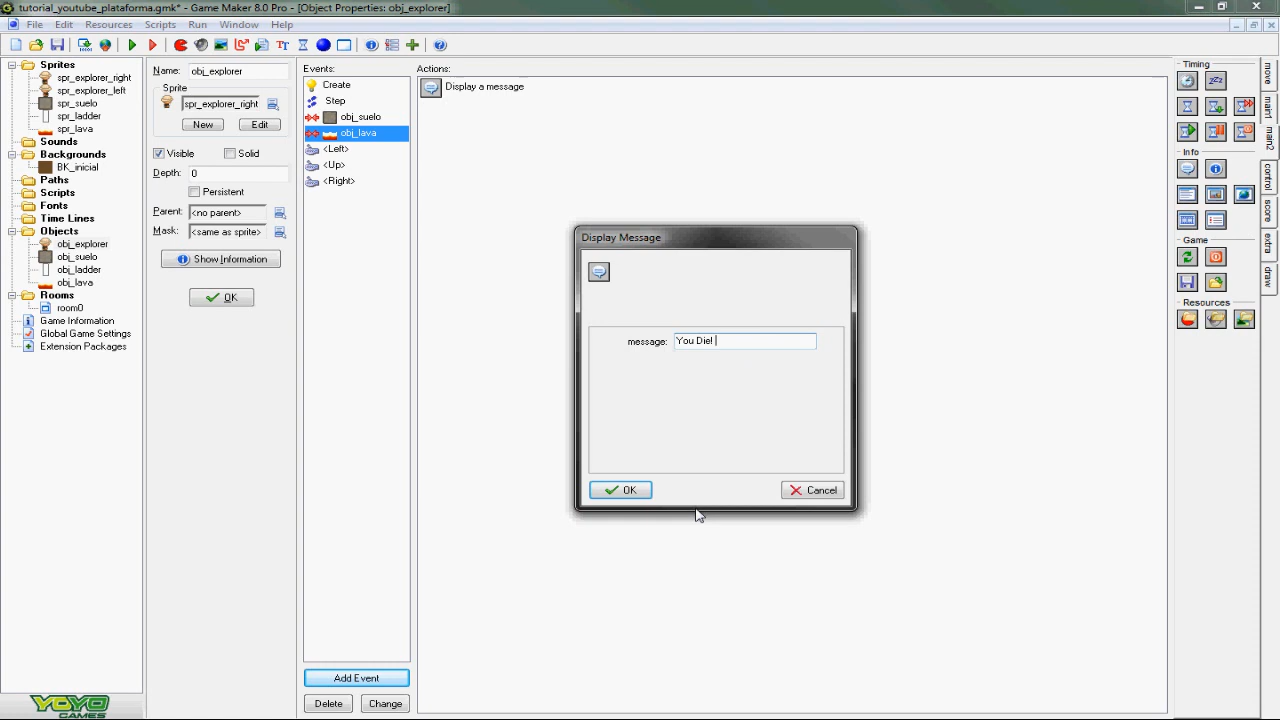 tutorial_youtube_plataforma.gmk* - Game Maker 8.0 Pro - [Object Properties: obj_explorer]
File Edit Resources Scripts Run Window Help
Sprites
spr_explorer_right
spr_explorer_left
spr_suelo
spr_ladder
spr_lava
Sounds
Backgrounds
BK_inicial
Paths
Scripts
Fonts
Time Lines
Objects
obj_explorer
obj_suelo
obj_ladder
obj_lava
Rooms
room0
Game Information
Global Game Settings
Extension Packages
YOYO
GAMES
Name: obj_explorer
Sprite
spr_explorer_right
New Edit
Visible Solid
Depth: 0
Persistent
Parent: <no parent>
Mask: <same as sprite>
Show Information
OK
Events:
Create
Step
obj_suelo
obj_lava
<Left>
<Up>
<Right>
Add Event
Delete Change
Actions:
Display a message
Display Message
message: 'You Die!
OK Cancel
Timing
Info
Game
Resources
move
main1
main2
control
score
extra
draw